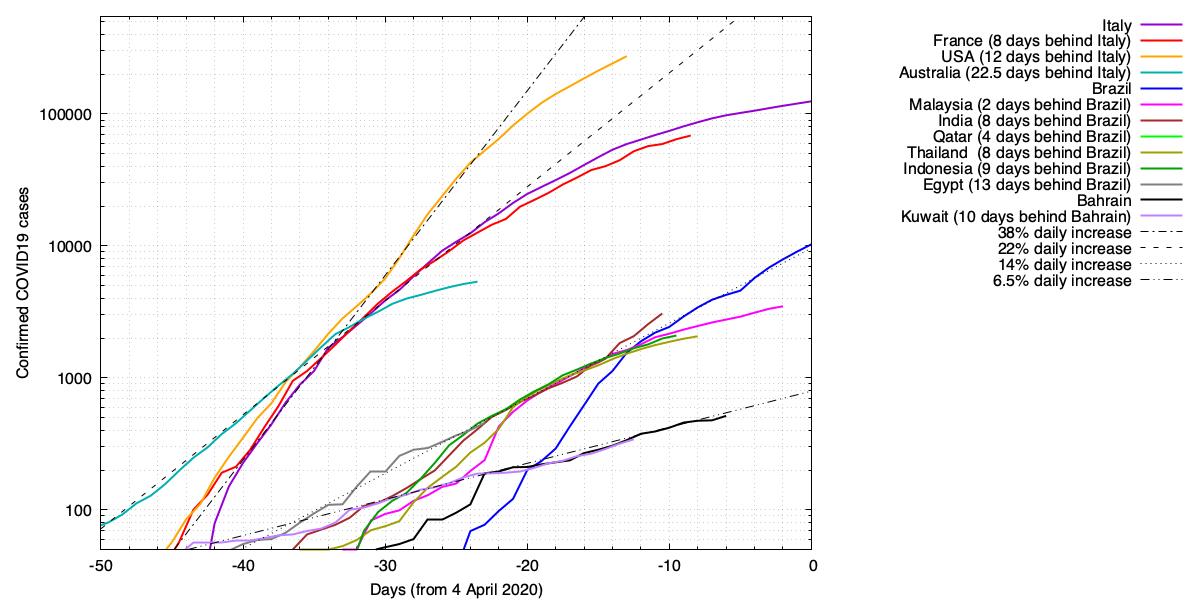 Italy
France (8 days behind Italy)
USA (12 days behind Italy)
Australia (22.5 days behind Italy)
Brazil
Malaysia (2 days behind Brazil)
India (8 days behind Brazil)
Qatar (4 days behind Brazil)
Thailand  (8 days behind Brazil)
Indonesia (9 days behind Brazil)
Egypt (13 days behind Brazil)
Bahrain
Kuwait (10 days behind Bahrain)
38% daily increase
22% daily increase
14% daily increase
6.5% daily increase
Confirmed COVID19 cases
100000
10000
1000
100
-50 -40 -30 -20 -10 0
Days (from 4 April 2020)